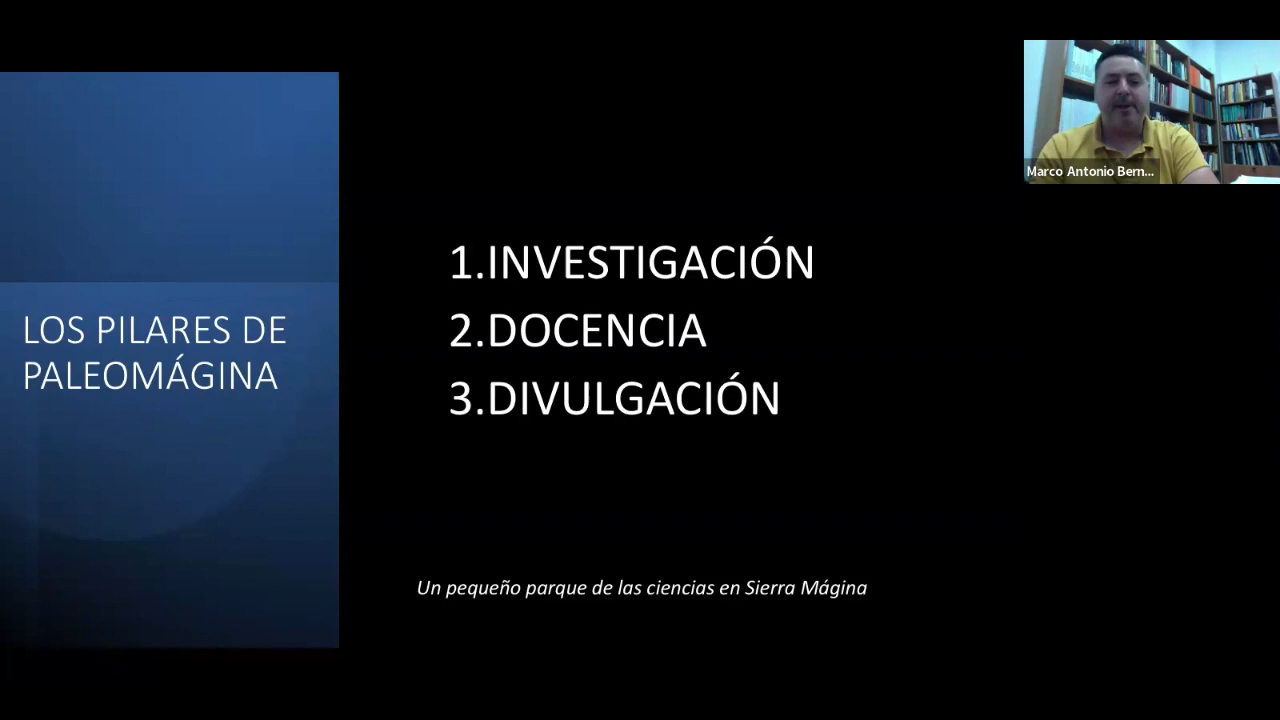 LOS PILARES DE
PALEOMÁGINA
1.INVESTIGACIÓN
2.DOCENCIA
3.DIVULGACIÓN
Un pequeño parque de las ciencias en Sierra Mágina
Marco Antonio Bern...